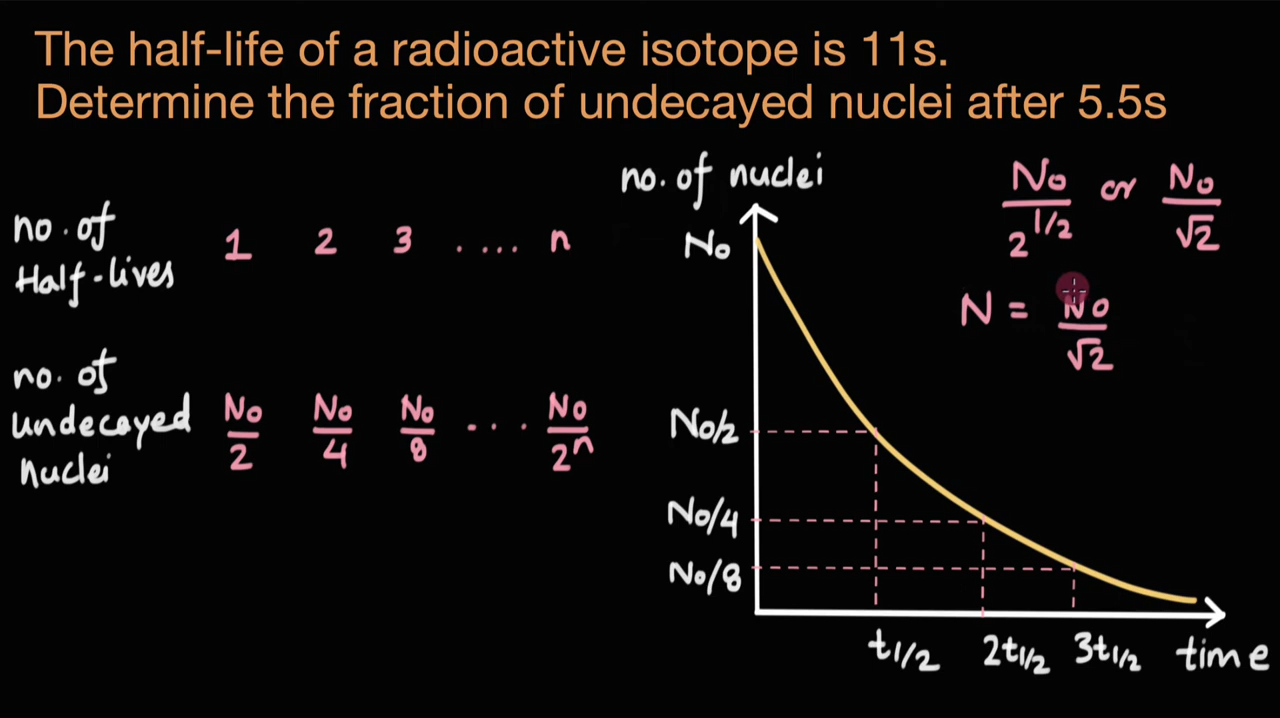 The half-life of a radioactive isotope is 11s.
Determine the fraction of undecayed nuclei after 5.5s
no. of Half-lives 1 2 3 .... n
no. of undecayed nuclei No/2 No/4 No/8 ... No/2^n
no. of nuclei
No
No/2
No/4
No/8
t1/2 2t1/2 3t1/2 time
No/2^1/2 or No/√2
N = No/√2